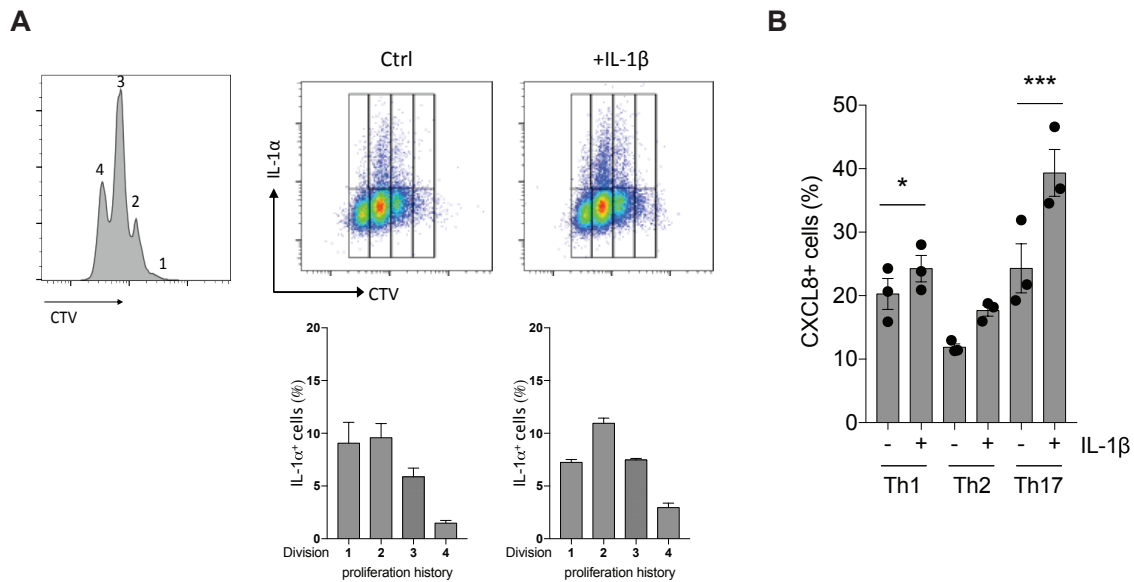 A
B
Ctrl
+IL-1β
3
4
2
1
CTV
IL-1α
CTV
IL-1α+ cells (%)
20
15
10
5
0
Division 1 2 3 4
proliferation history
IL-1α+ cells (%)
20
15
10
5
0
Division 1 2 3 4
proliferation history
CXCL8+ cells (%)
50
40
30
20
10
0
*
***
- + - + - + IL-1β
Th1 Th2 Th17